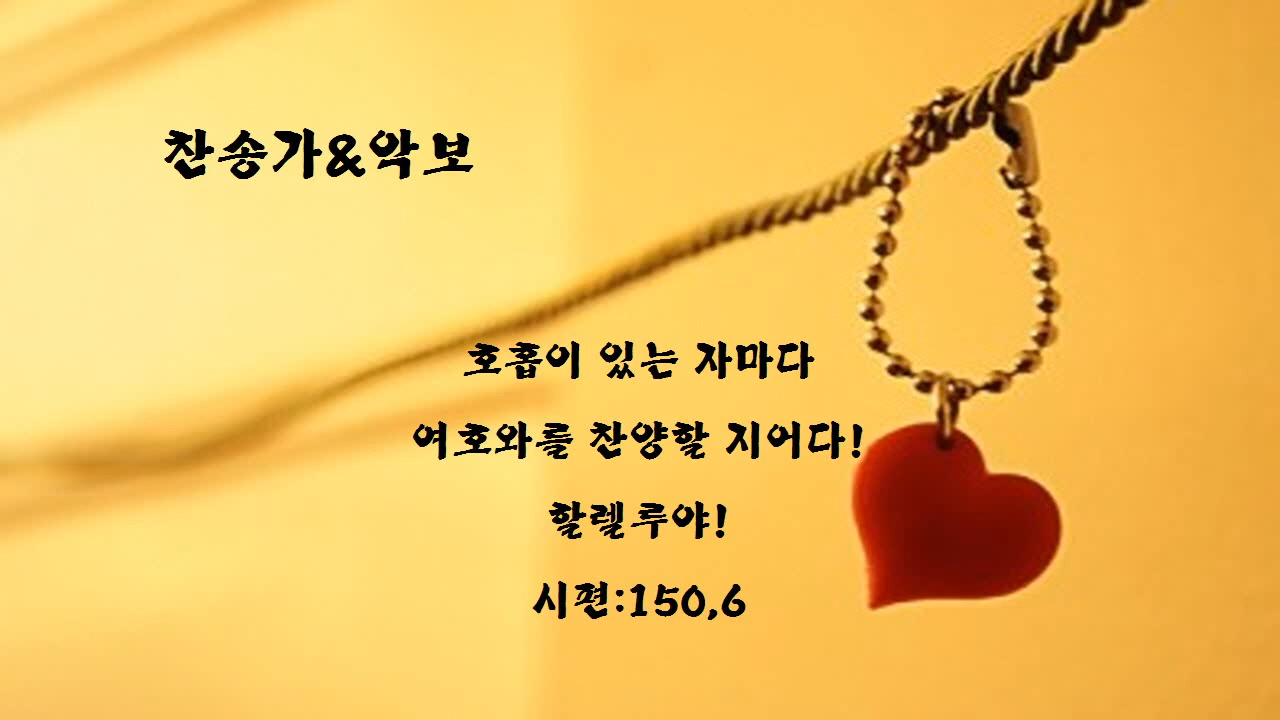 찬송가&악보
호흡이 있는 자마다
여호와를 찬양할 지어다!
할렐루야!
시편:150,6